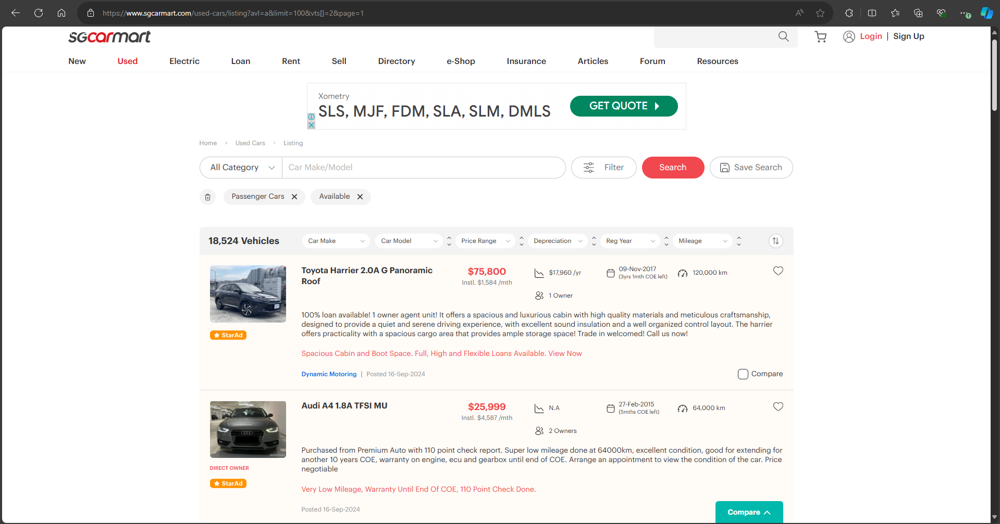 https://www.sgcarmart.com/used-cars/listing?avl=a&limit=100&vts[]=2&page=1
sgcarmart
Login | Sign Up
New Used Electric Loan Rent Sell Directory e-Shop Insurance Articles Forum Resources
Xometry
SLS, MJF, FDM, SLA, SLM, DMLS
GET QUOTE
Home > Used Cars > Listing
All Category Car Make/Model Filter Search Save Search
Passenger Cars Available
18,524 Vehicles Car Make Car Model Price Range Depreciation Reg Year Mileage
Toyota Harrier 2.0A G Panoramic
Roof
$75,800
Instl. $1,584 /mth
$17,960 /yr
09-Nov-2017
(3yrs 1mth COE left)
120,000 km
1 Owner
100% loan available! 1 owner agent unit! It offers a spacious and luxurious cabin with high quality materials and meticulous craftsmanship,
designed to provide a quiet and serene driving experience, with excellent sound insulation and a well organized control layout. The harrier
offers practicality with a spacious cargo area that provides ample storage space! Trade in welcomed! Call us now!
StarAd
Spacious Cabin and Boot Space. Full, High and Flexible Loans Available. View Now
Dynamic Motoring | Posted 16-Sep-2024
Compare
Audi A4 1.8A TFSI MU
$25,999
Instl. $4,587 /mth
N.A
27-Feb-2015
(5mths COE left)
64,000 km
2 Owners
sgcarmart
Purchased from Premium Auto with 110 point check report. Super low mileage done at 64000km, excellent condition, good for extending for
another 10 years COE, warranty on engine, ecu and gearbox until end of COE. Arrange an appointment to view the condition of the car. Price
negotiable
DIRECT OWNER
StarAd
Very Low Mileage, Warranty Until End Of COE, 110 Point Check Done.
Posted 16-Sep-2024
Compare